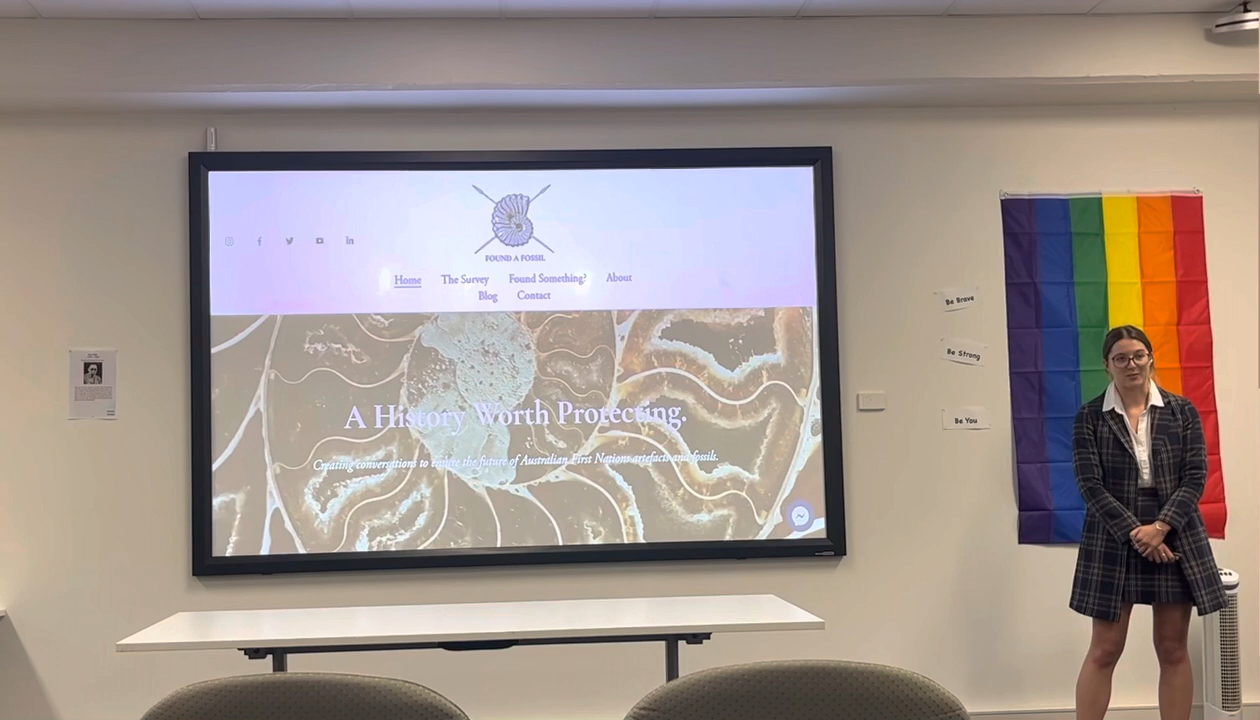 FOUND A FOSSIL
Home The Survey Found Something? About
Blog Contact
A History Worth Protecting.
Creating conversations to ensure the future of Australian First Nations artefacts and fossils.
Be Brave
Be Strong
Be You